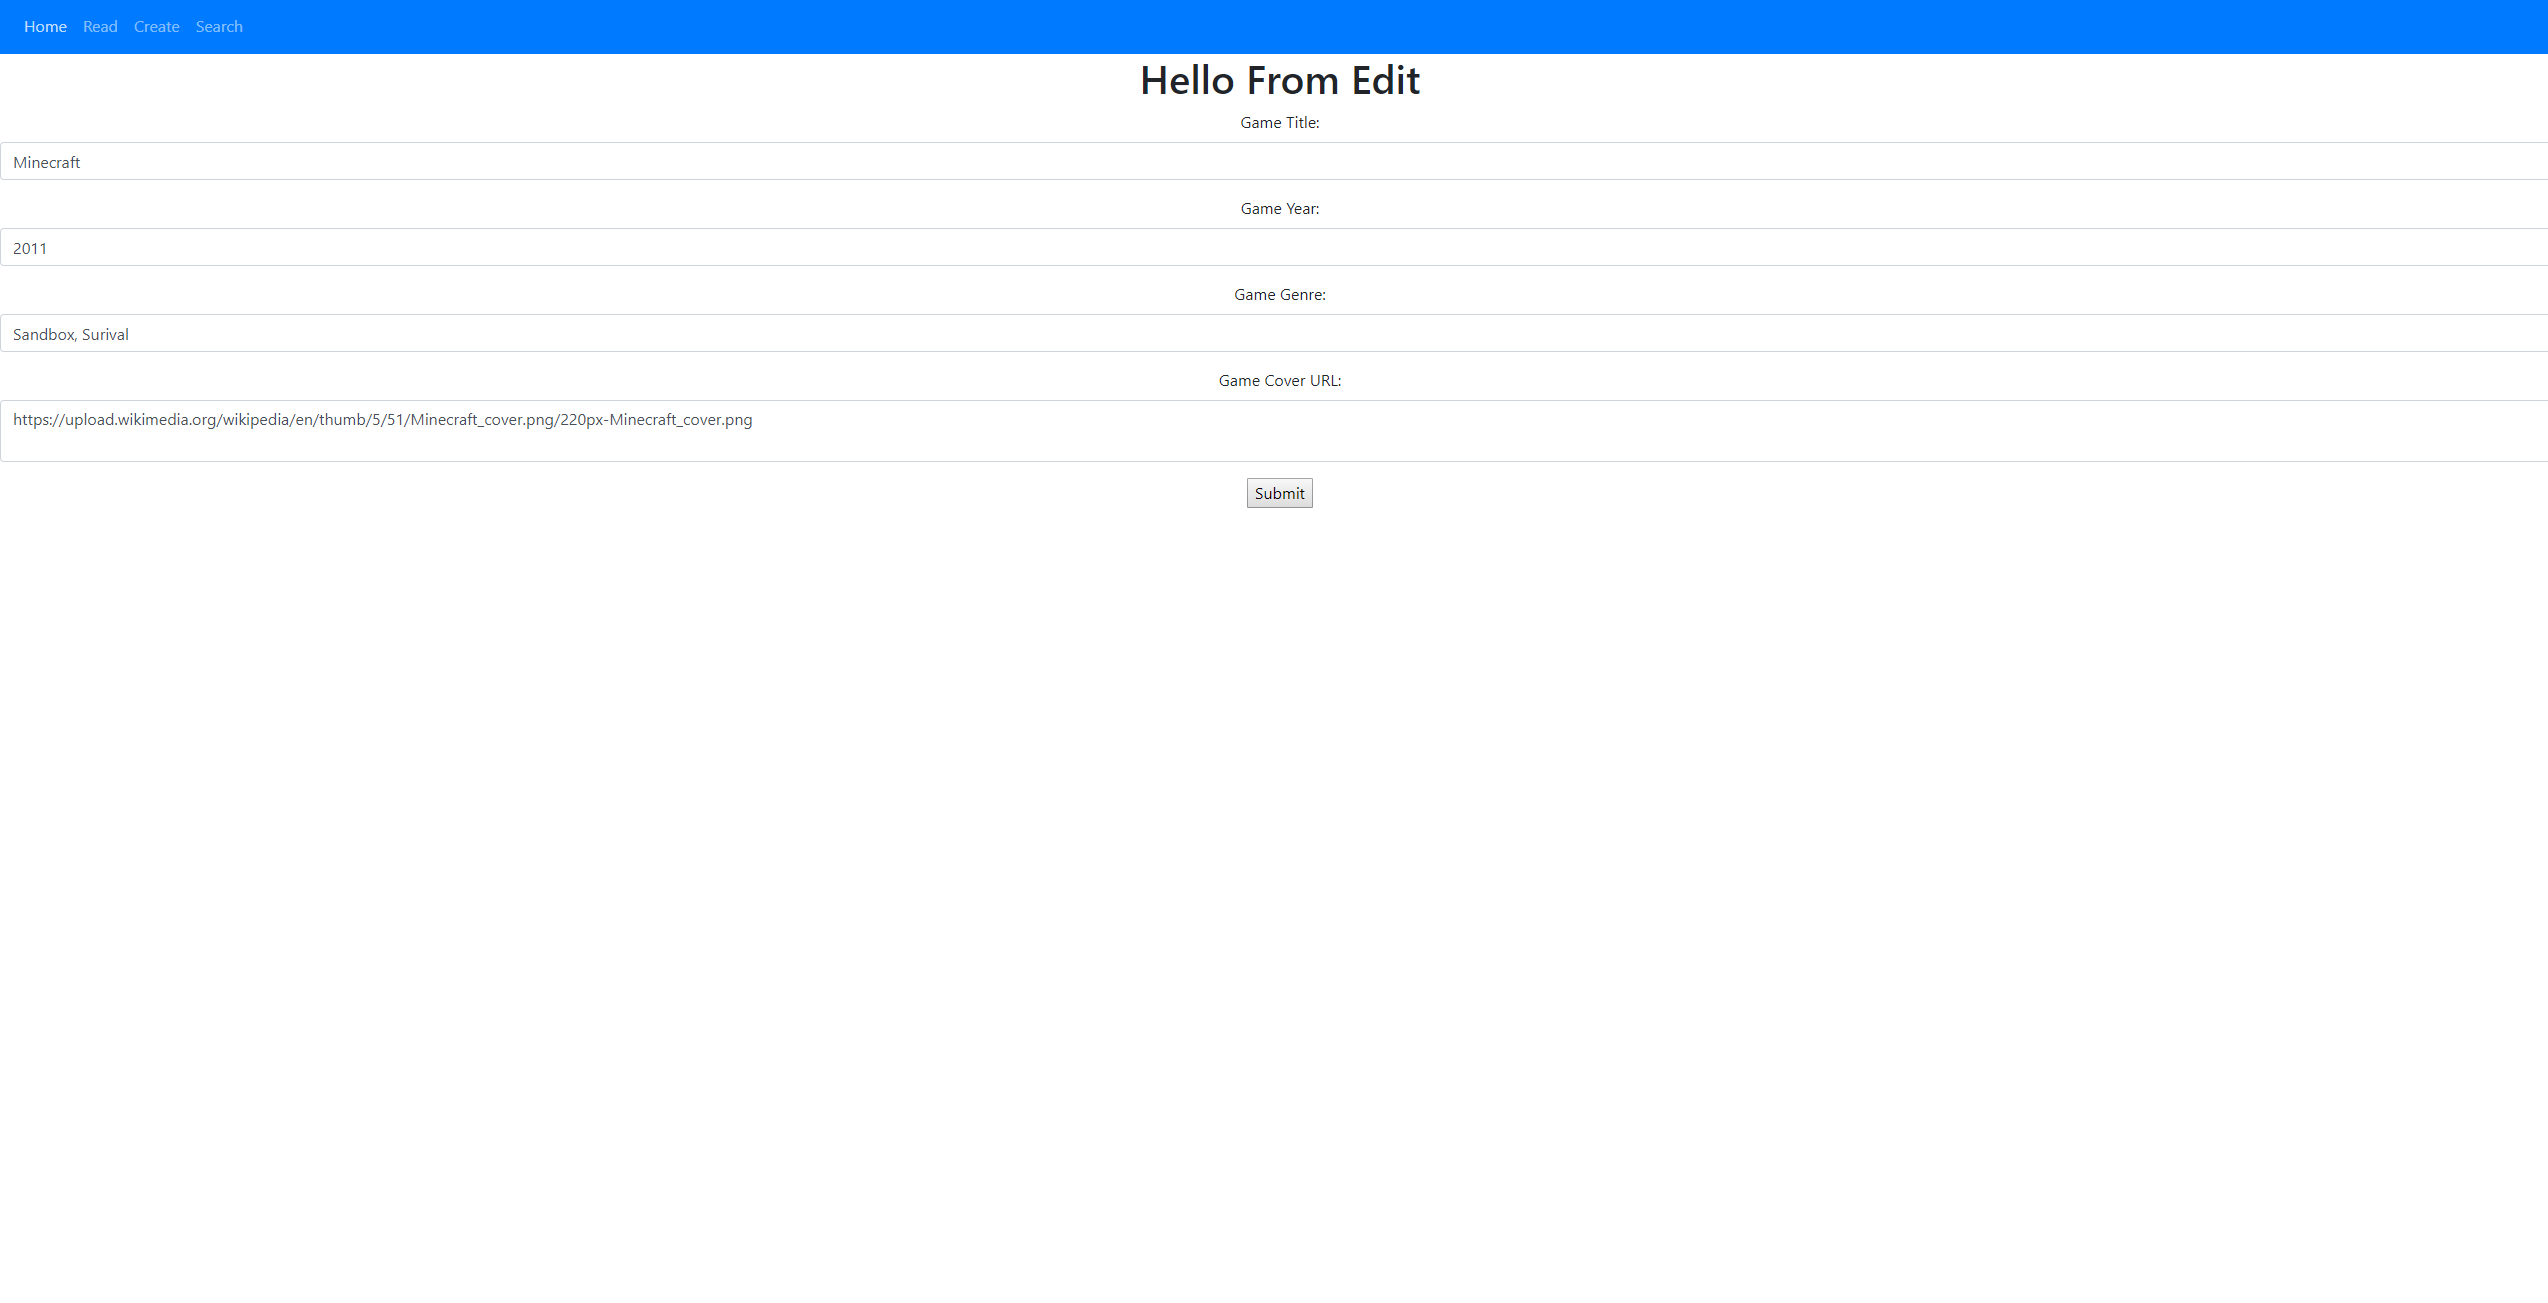 Home Read Create Search
Hello From Edit
Game Title:
Minecraft
Game Year:
2011
Game Genre:
Sandbox, Surival
Game Cover URL:
https://upload.wikimedia.org/wikipedia/en/thumb/5/51/Minecraft_cover.png/220px-Minecraft_cover.png
Submit